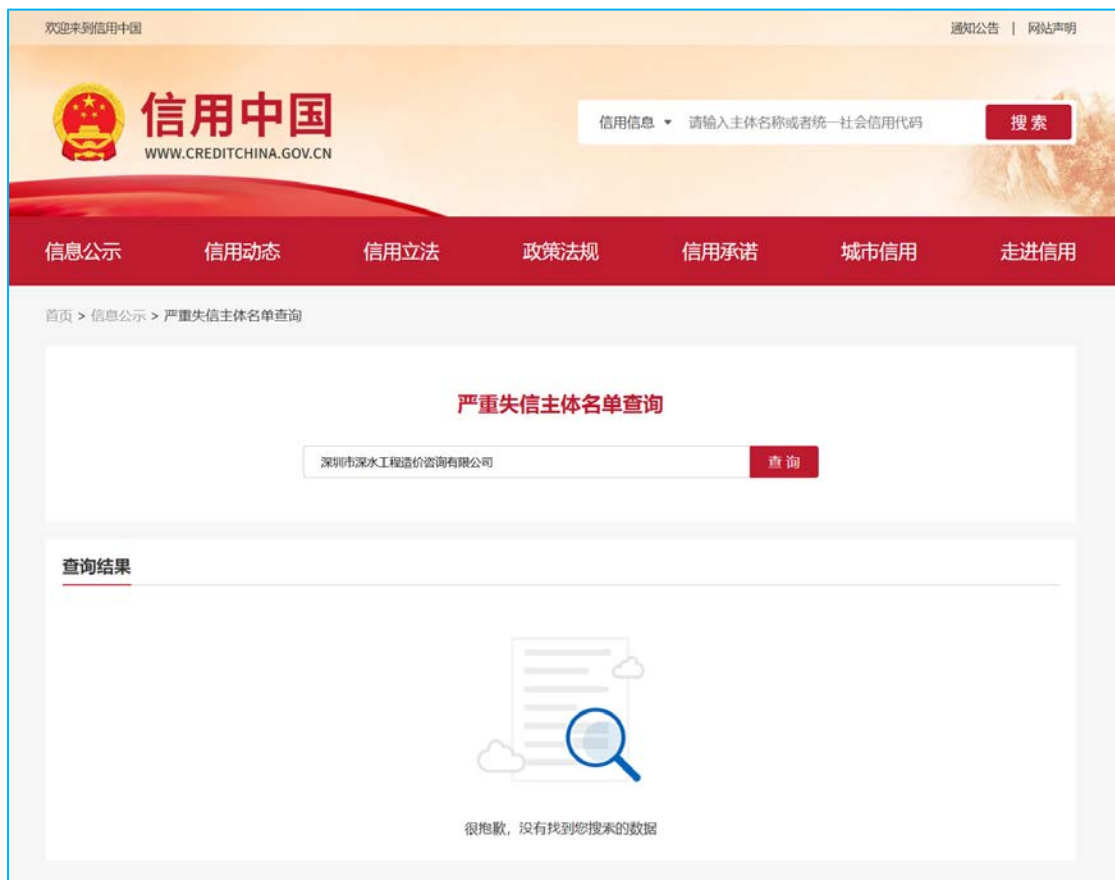 欢迎来到信用中国
通知公告 | 网站声明
信用中国
WWW.CREDITCHINA.GOV.CN
信用信息 请输入主体名称或者统一社会信用代码 搜索
信息公示 信用动态 信用立法 政策法规 信用承诺 城市信用 走进信用
首页 > 信息公示 > 严重失信主体名单查询
严重失信主体名单查询
深圳市深水工程造价咨询有限公司 查询
查询结果
很抱歉，没有找到您搜索的数据